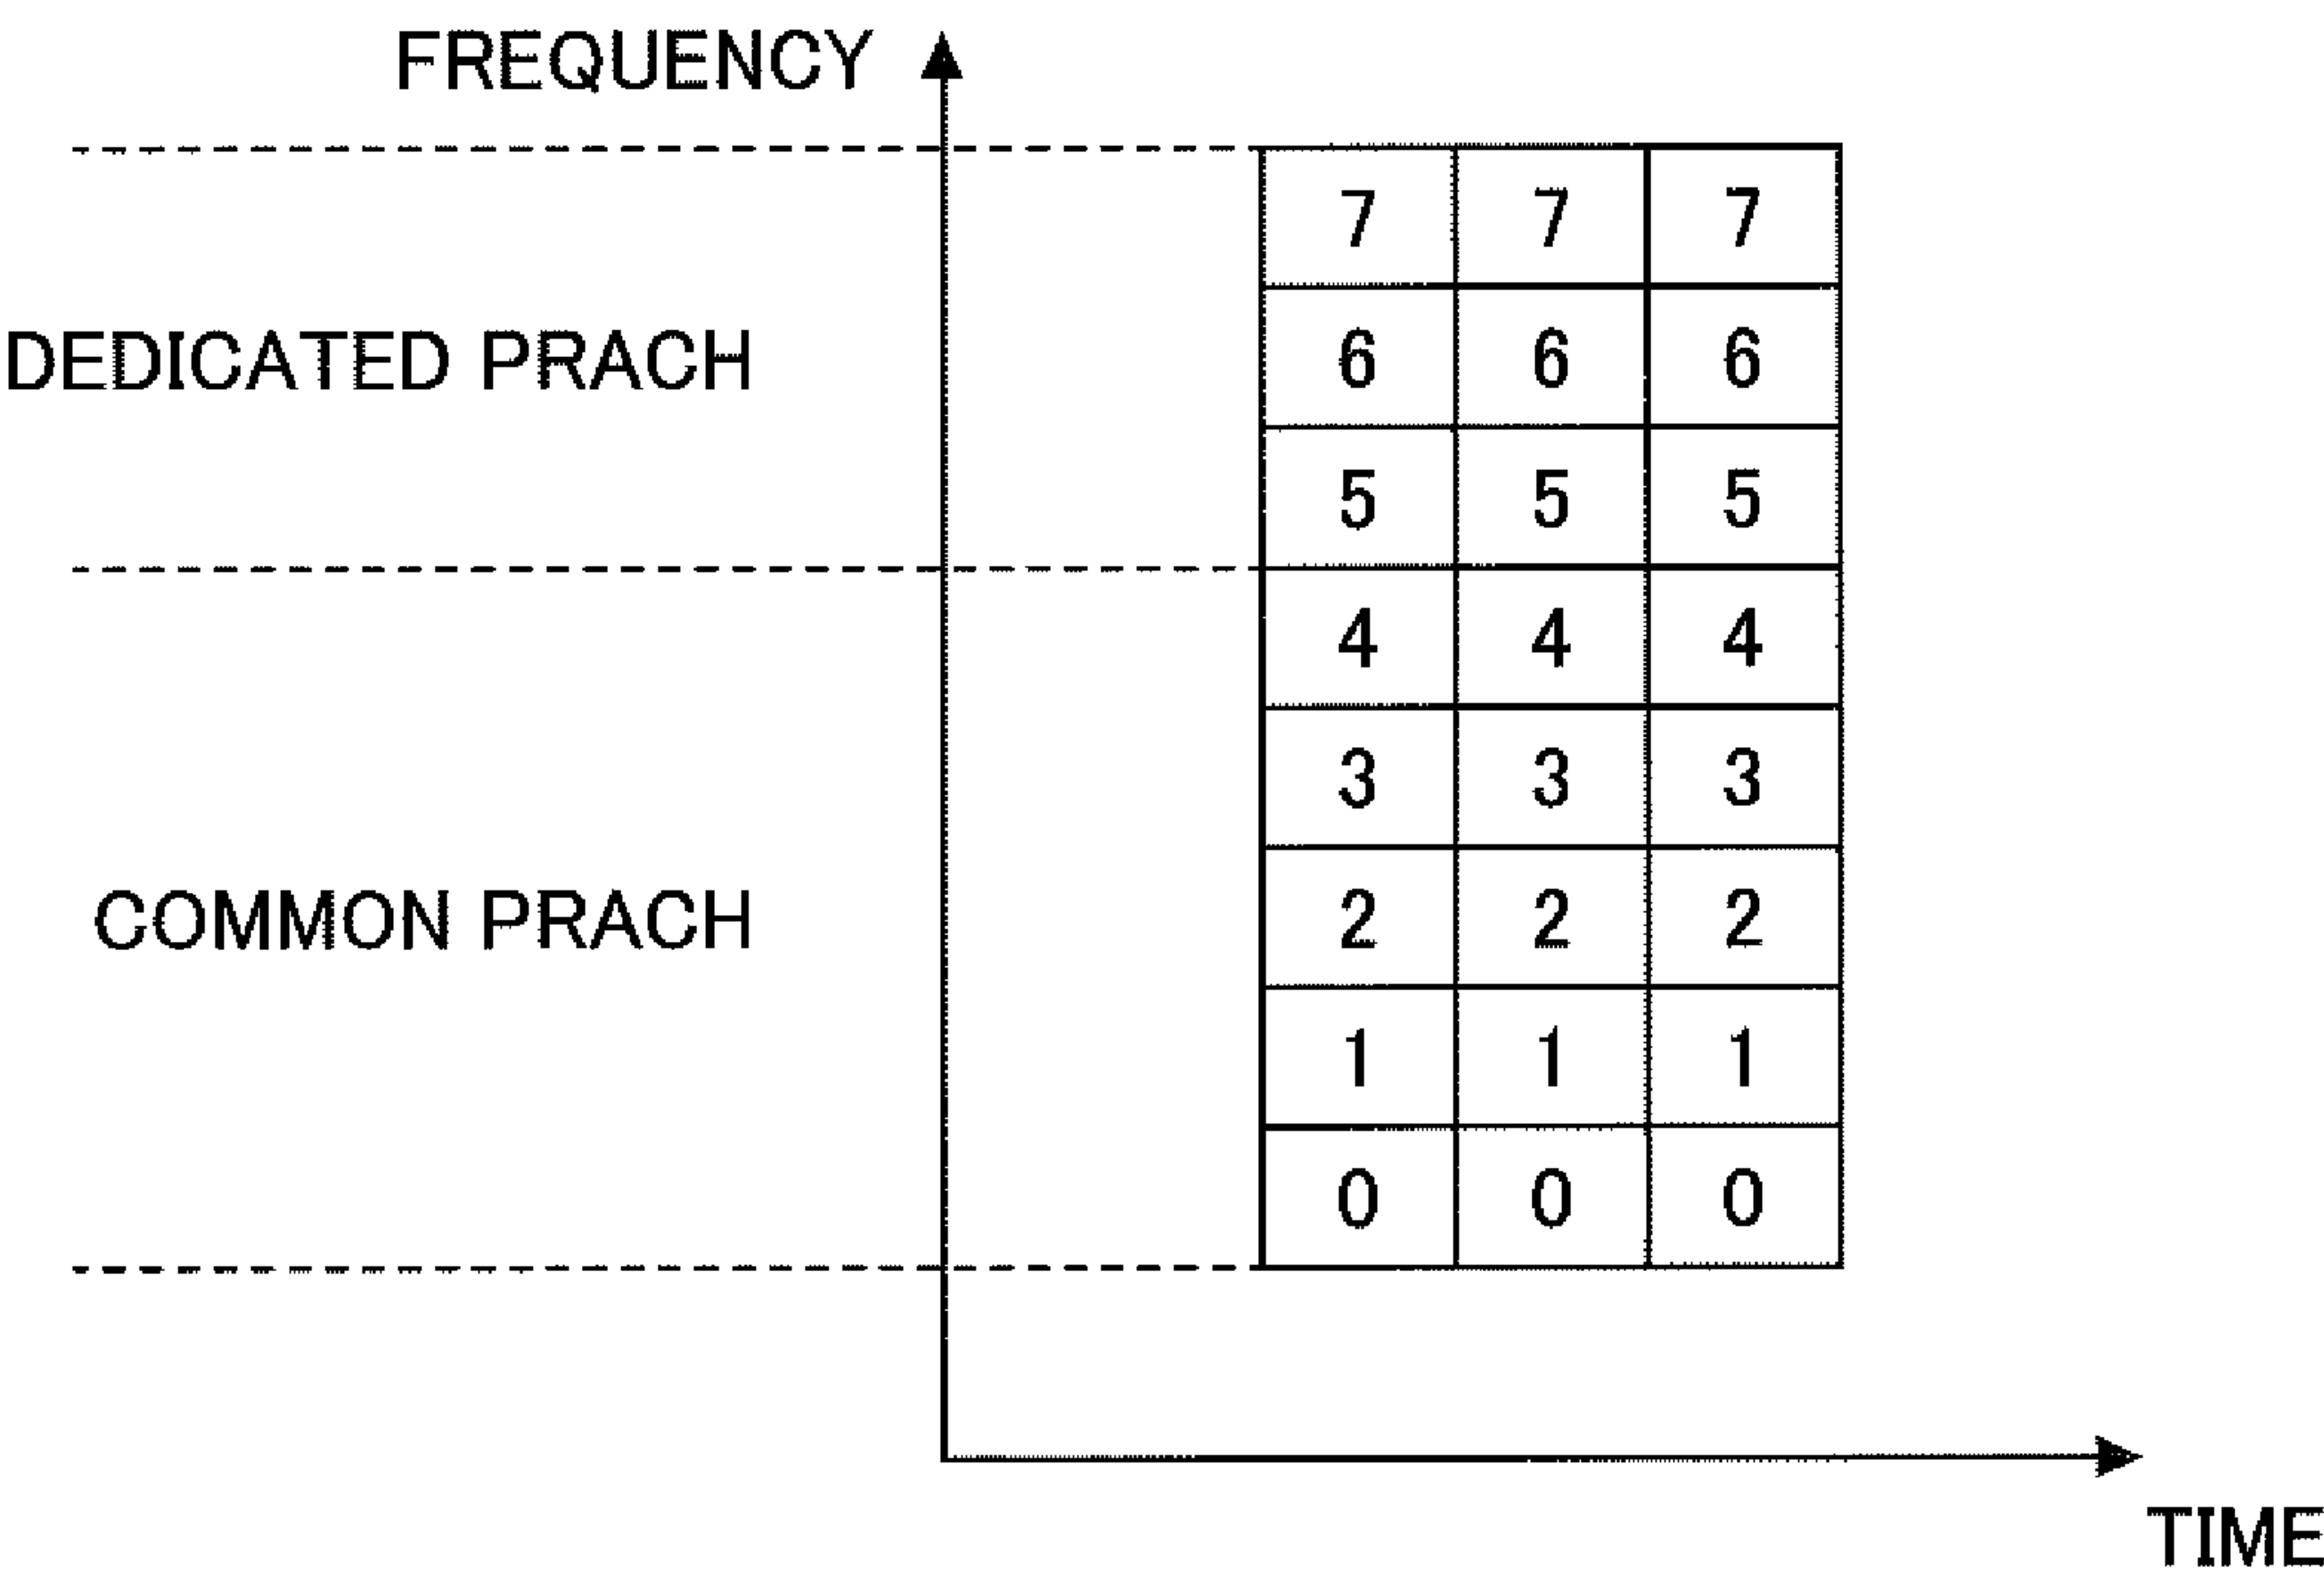 FREQUENCY
7 7 7
DEDICATED PRACH
6 6 6
5 5 5
4 4 4
3 3 3
COMMON PRACH
2 2 2
1 1 1
0 0 0
TIME